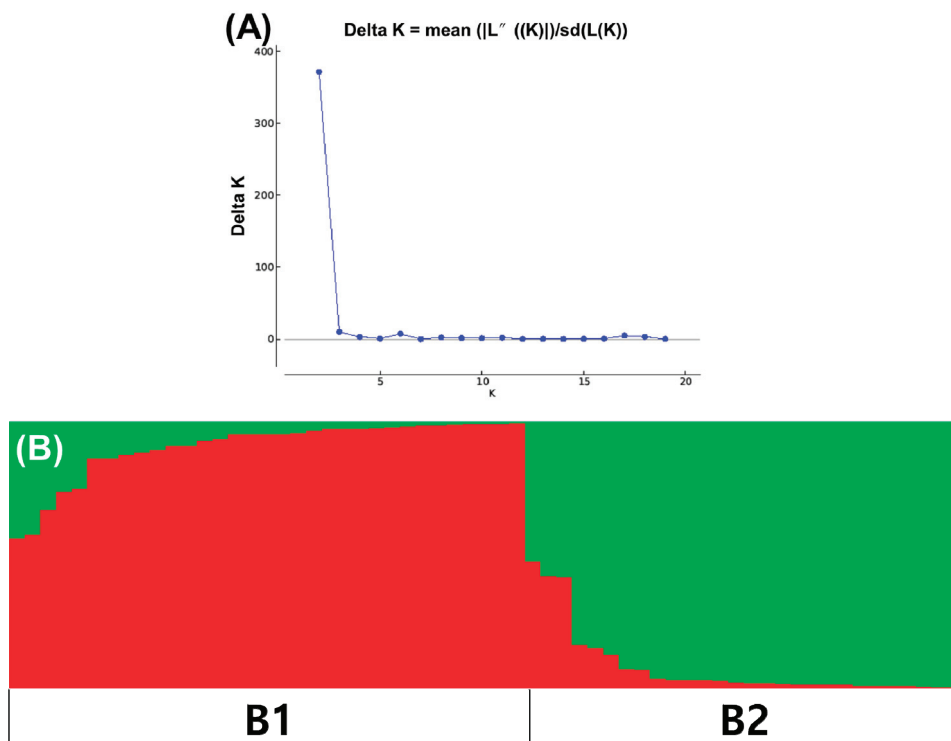 (A)
Delta K = mean (|L″ ((K)|)/sd(L(K))
400
300
200
100
0
Delta K
5 10 15 20
K
(B)
B1 B2